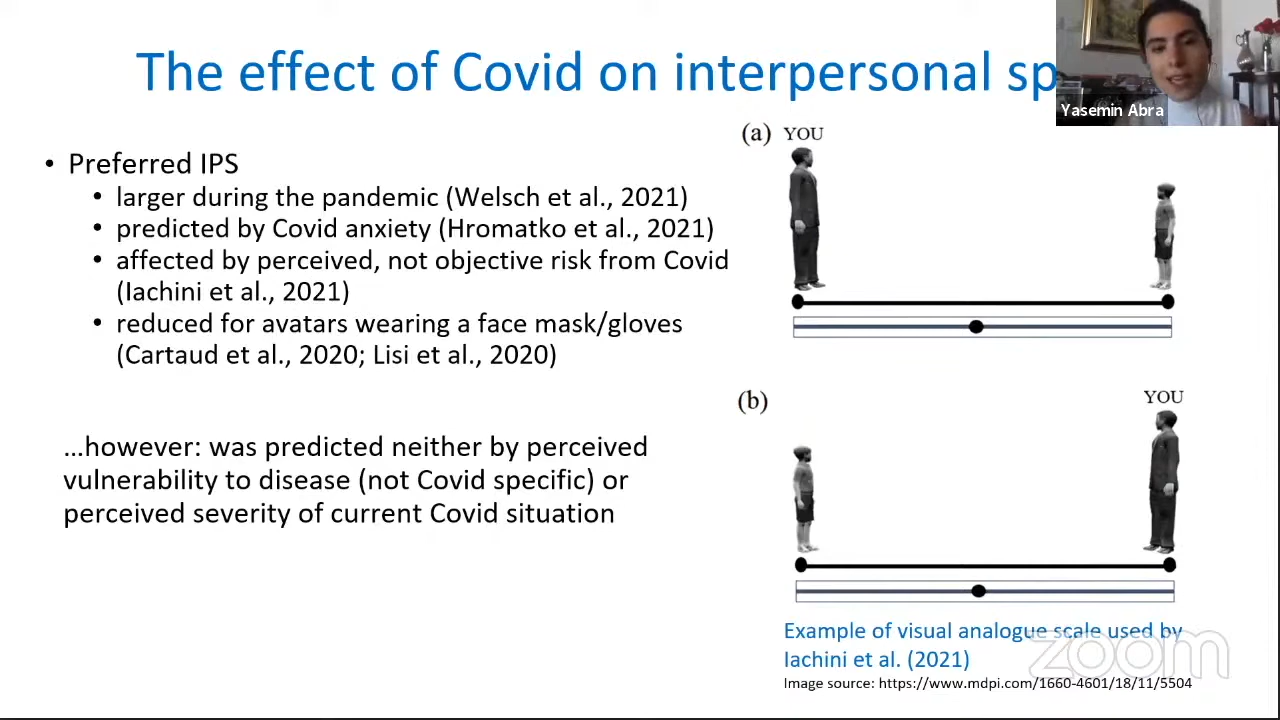 The effect of Covid on interpersonal sp
Yasemin Abra
• Preferred IPS
• larger during the pandemic (Welsch et al., 2021)
• predicted by Covid anxiety (Hromatko et al., 2021)
• affected by perceived, not objective risk from Covid
(Iachini et al., 2021)
• reduced for avatars wearing a face mask/gloves
(Cartaud et al., 2020; Lisi et al., 2020)
...however: was predicted neither by perceived
vulnerability to disease (not Covid specific) or
perceived severity of current Covid situation
(a) YOU
(b)
YOU
Example of visual analogue scale used by
Iachini et al. (2021)
zoom
Image source: https://www.mdpi.com/1660-4601/18/11/5504